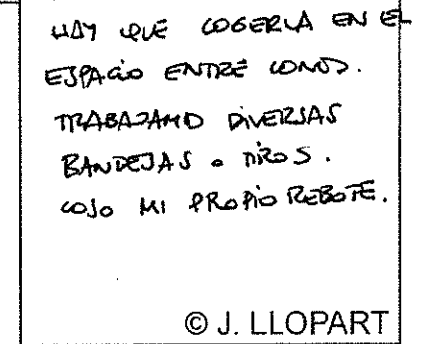 HAY QUE COGERLA EN EL
ESPACIO ENTRE CONOS.
TRABAJAMO DIVERSAS
BANDEJAS o TIROS.
COJO MI PROPIO REBOTE.
© J. LLOPART